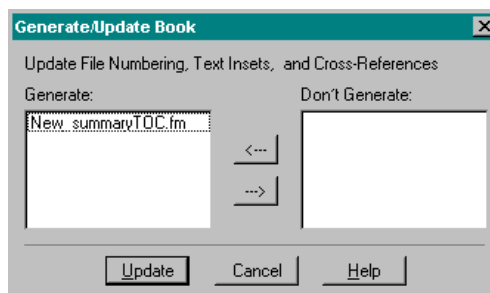 Generate/Update Book
Update File Numbering, Text Insets, and Cross-References
Generate:
Don't Generate:
New_summaryTOC.fm
<---
--->
Update
Cancel
Help